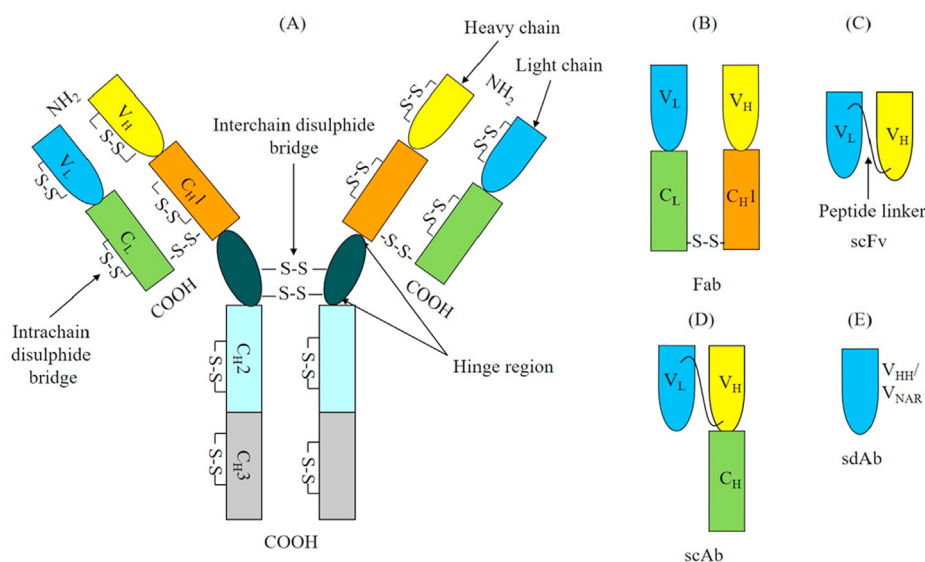 (A)
Heavy chain
Light chain
NH2
S-S
VH
S-S
VL
S-S
CH1
S-S
CL
S-S
S-S
COOH
Intrachain
disulphide
bridge
Interchain disulphide
bridge
S-S
S-S
S-S
NH2
S-S
S-S
S-S
S-S
COOH
Hinge region
CH2
S-S
S-S
CH3
S-S
S-S
COOH
(B)
VL
VH
CL
CH1
-S-S-
Fab
(C)
VL
VH
Peptide linker
scFv
(D)
VL
VH
CH
scAb
(E)
VHH/
VNAR
sdAb